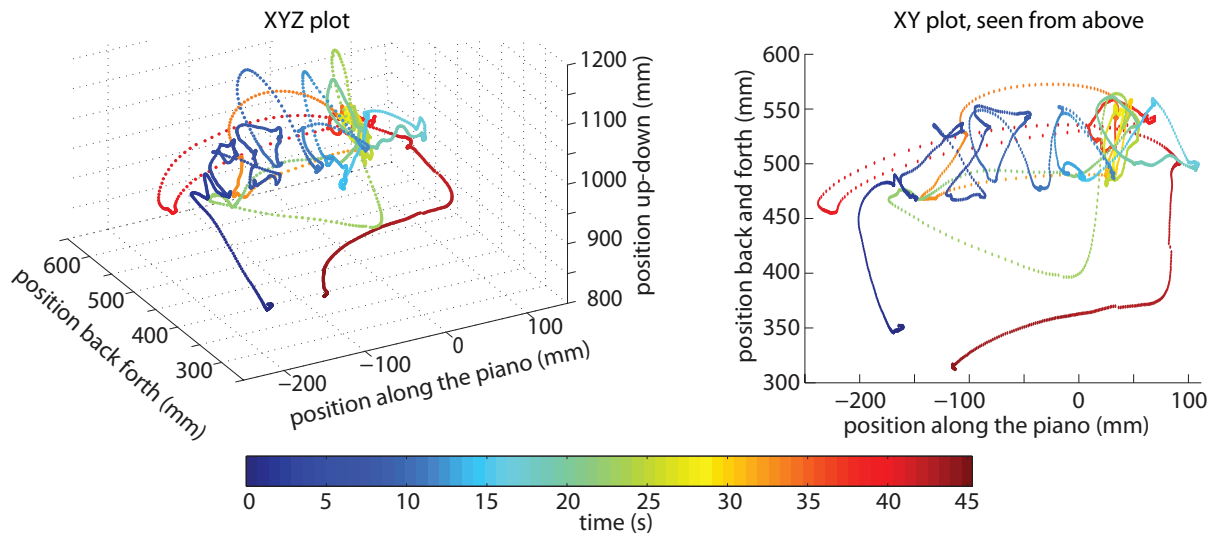 XYZ plot
1200
1100
1000
900
800
position up-down (mm)
600
500
400
300
position back forth (mm)
−200
−100
0
100
position along the piano (mm)
XY plot, seen from above
600
550
500
450
400
350
300
position back and forth (mm)
−200 −100 0 100
position along the piano (mm)
0 5 10 15 20 25 30 35 40 45
time (s)